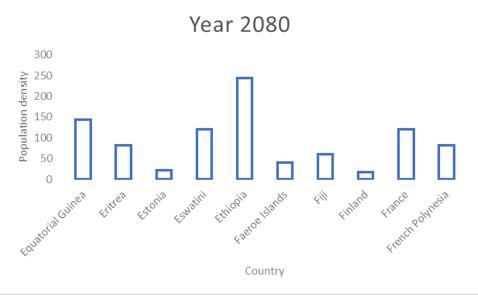 Year 2080
300
250
200
150
100
50
0
Population density
Equatorial Guinea
Eritrea
Estonia
Eswatini
Ethiopia
Faeroe Islands
Fiji
Finland
France
French Polynesia
Country